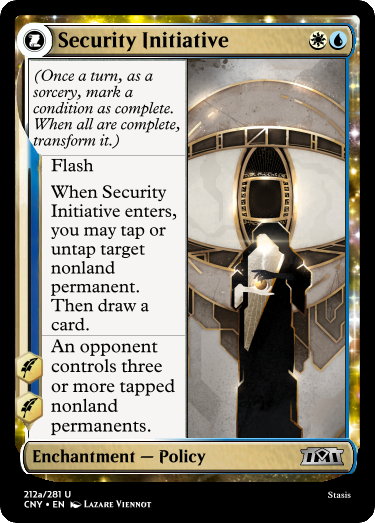 Security Initiative
(Once a turn, as a
sorcery, mark a
condition as complete.
When all are complete,
transform it.)
Flash
When Security
Initiative enters,
you may tap or
untap target
nonland
permanent.
Then draw a
card.
An opponent
controls three
or more tapped
nonland
permanents.
Enchantment — Policy
212a/281 U
CNY • EN Lazare Viennot
Stasis